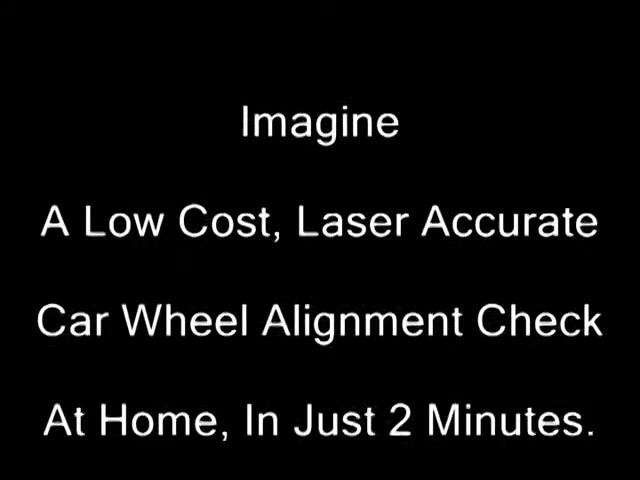 Imagine
A Low Cost, Laser Accurate
Car Wheel Alignment Check
At Home, In Just 2 Minutes.